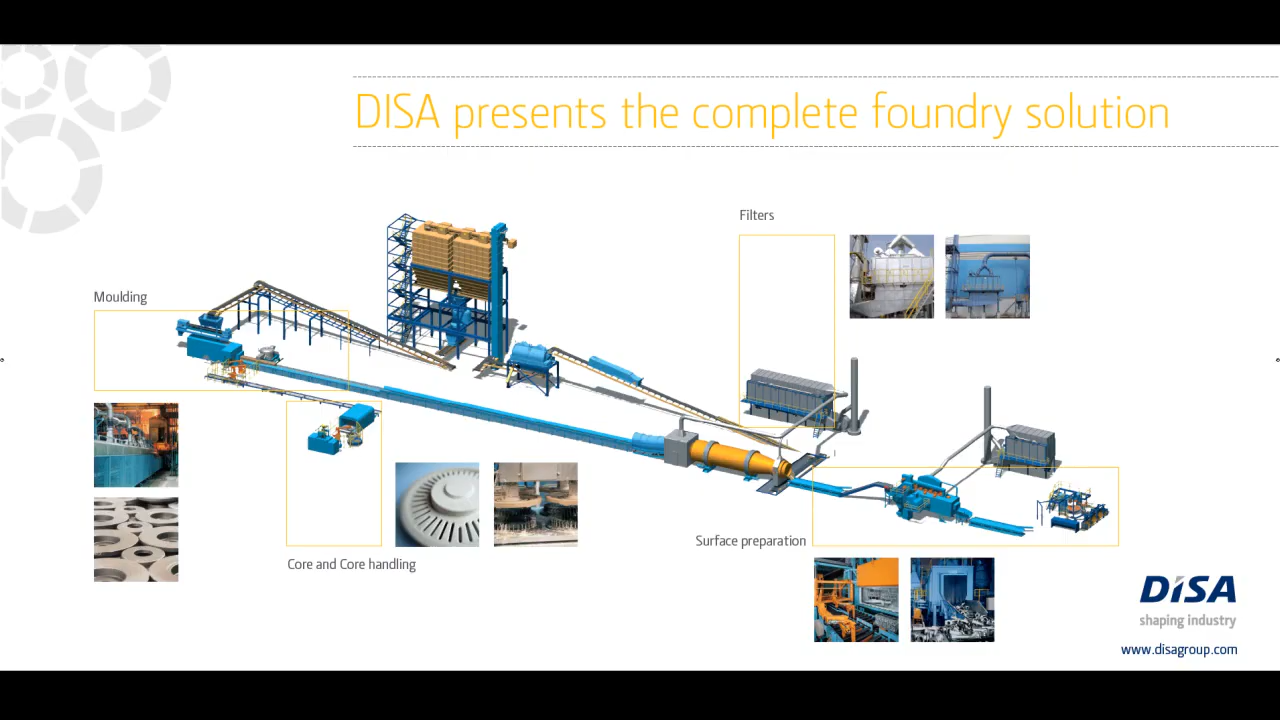 DISA presents the complete foundry solution
Filters
Moulding
Surface preparation
Core and Core handling
DISA
shaping industry
www.disagroup.com